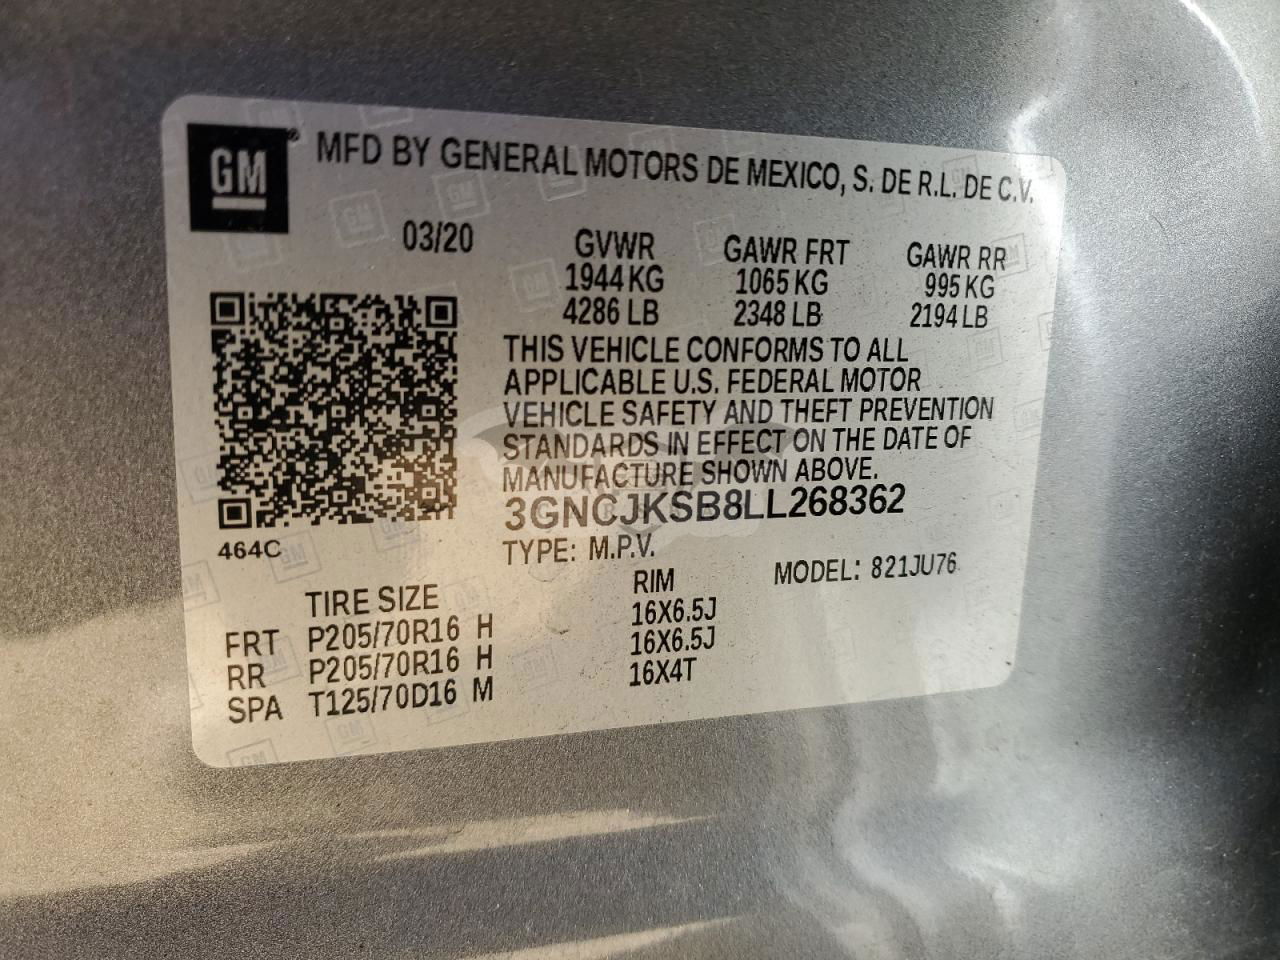 GM® MFD BY GENERAL MOTORS DE MEXICO, S. DE R.L. DE C.V.
03/20 GVWR GAWR FRT GAWR RR
1944 KG 1065 KG 995 KG
4286 LB 2348 LB 2194 LB
THIS VEHICLE CONFORMS TO ALL
APPLICABLE U.S. FEDERAL MOTOR
VEHICLE SAFETY AND THEFT PREVENTION
STANDARDS IN EFFECT ON THE DATE OF
MANUFACTURE SHOWN ABOVE.
3GNCJKSB8LL268362
464C
TYPE: M.P.V. MODEL: 821JU76
TIRE SIZE RIM
FRT P205/70R16 H 16X6.5J
RR P205/70R16 H 16X6.5J
SPA T125/70D16 M 16X4T